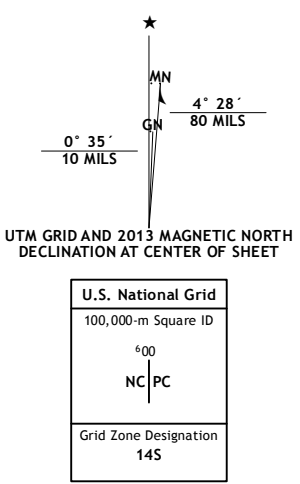 ★
MN
4° 28´
80 MILS
GN
0° 35´
10 MILS
UTM GRID AND 2013 MAGNETIC NORTH
DECLINATION AT CENTER OF SHEET
U.S. National Grid
100,000-m Square ID
⁶00
NC PC
Grid Zone Designation
14S